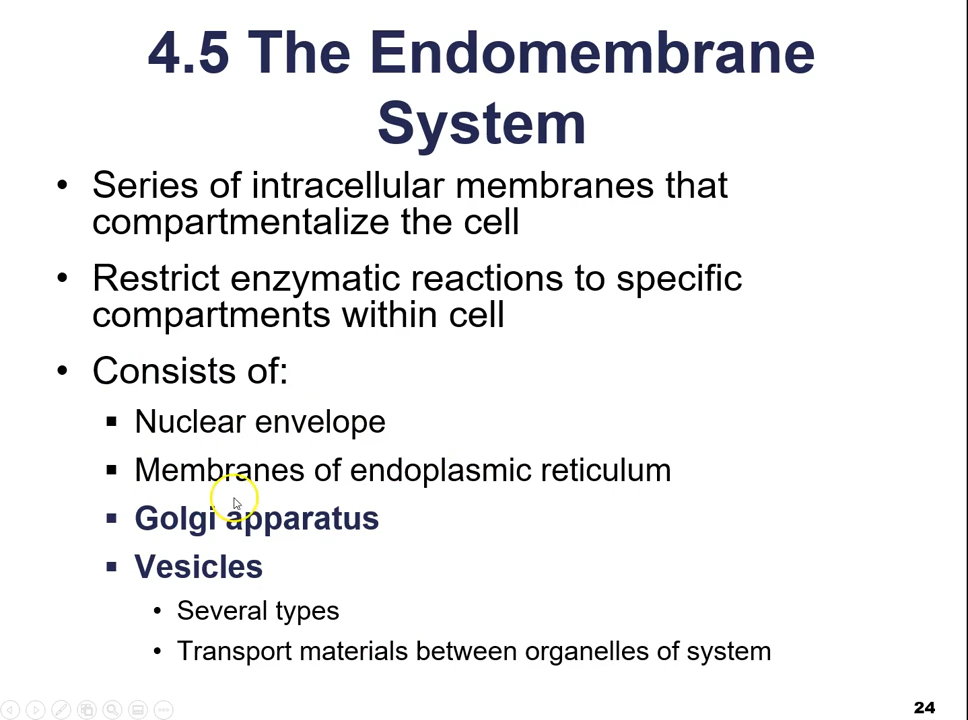 4.5 The Endomembrane
System
• Series of intracellular membranes that
compartmentalize the cell
• Restrict enzymatic reactions to specific
compartments within cell
• Consists of:
▪ Nuclear envelope
▪ Membranes of endoplasmic reticulum
▪ Golgi apparatus
▪ Vesicles
• Several types
• Transport materials between organelles of system
24